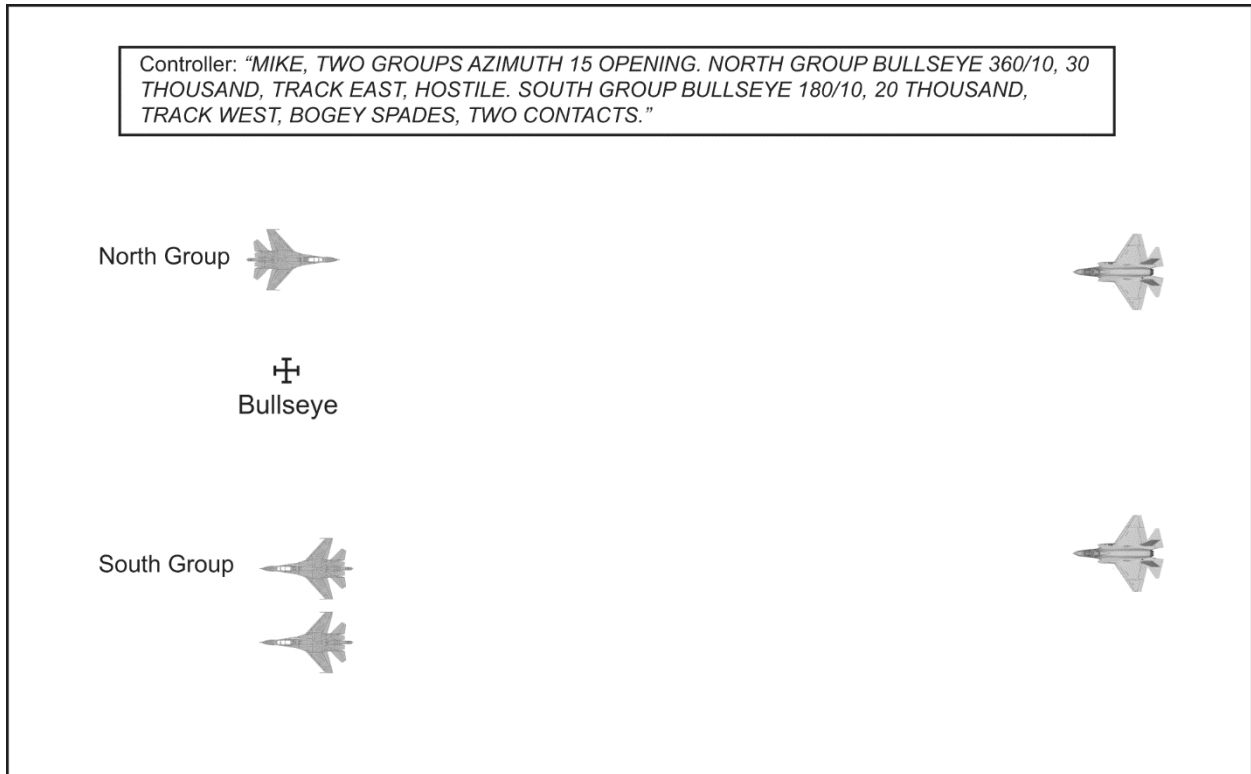 Controller: “MIKE, TWO GROUPS AZIMUTH 15 OPENING. NORTH GROUP BULLSEYE 360/10, 30
THOUSAND, TRACK EAST, HOSTILE. SOUTH GROUP BULLSEYE 180/10, 20 THOUSAND,
TRACK WEST, BOGEY SPADES, TWO CONTACTS.”
North Group
Bullseye
South Group